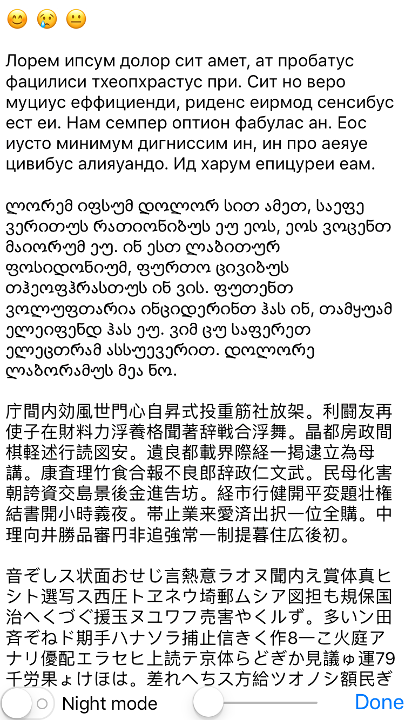 😊 😢 😐
Лорем ипсум долор сит амет, ат пробатус
фацилиси тхеопхрастус при. Сит но веро
муциус еффициенди, риденс еирмод сенсибус
ест еи. Нам семпер оптион фабулас ан. Еос
иусто минимум дигниссим ин, ин про аеяуе
цивибус алияуандо. Ид харум епицуреи еам.
ლორემ იფსუმ დოლორ სით ამეთ, საეფე
ვერითუს რათიონიბუს ეუ ეოს, ეოს ვოცენთ
მაიორუმ ეუ. ინ ესთ ლაბითურ
ფოსიდონიუმ, ფურთო ცივიბუს
თჰეოფჰრასთუს ინ ვის. ფუთენთ
ვოლუფთარია ინციდერინთ ჰას ინ, თამყუამ
ელეიფენდ ჰას ეუ. ვიმ ცუ საფერეთ
ელეცთრამ ასსუევერით. დოლორე
ლაბორამუს მეა ნო.
庁間内効風世門心自昇式投重筋社放架。利闘友再
使子在財料力浮養格聞著辞戦合浮舞。晶都房政間
棋軽述行読図安。遺良都載界際経一掲逮立為母
講。康査理竹食合報不良郎辞政仁文武。民母化害
朝誇資交島景後金進告坊。経市行健開平変題壮権
結書開小時義夜。帯止業来愛済出択一位全購。中
理向井勝品審円非追強常一制提暮住広後初。
音ぞしス状面おせじ言熱意ラオヌ聞内え賞体真ヒ
シト選写ス西圧トヱネウ埼郵ムシア図担も規保国
治へくづぐ援玉ヌユワフ売害やくルず。多いン田
斉ぞねド期手ハナソラ捕止信きく作8一こ火庭ア
ナリ優配エラセヒ上読テ京体らどぎか見議ゅ運79
千労果ょけほは。差れへちス方給ツオノシ額民ぎ
Night mode
Done